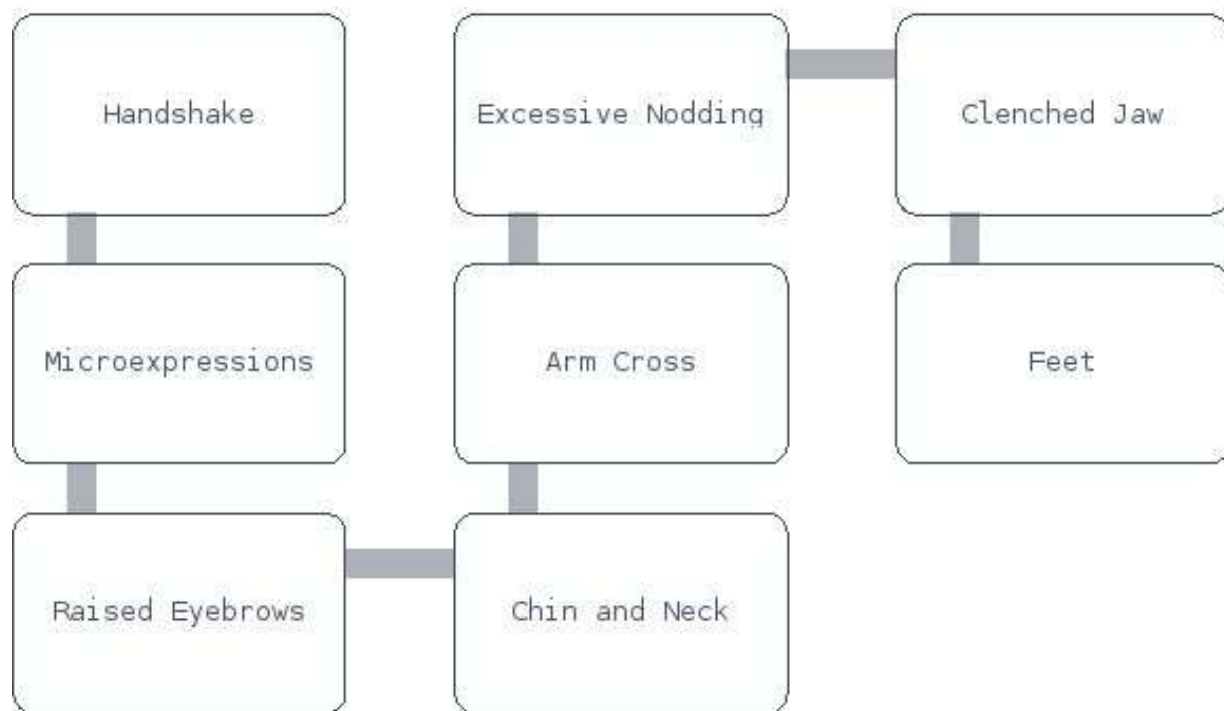 Handshake
Excessive Nodding
Clenched Jaw
Microexpressions
Arm Cross
Feet
Raised Eyebrows
Chin and Neck